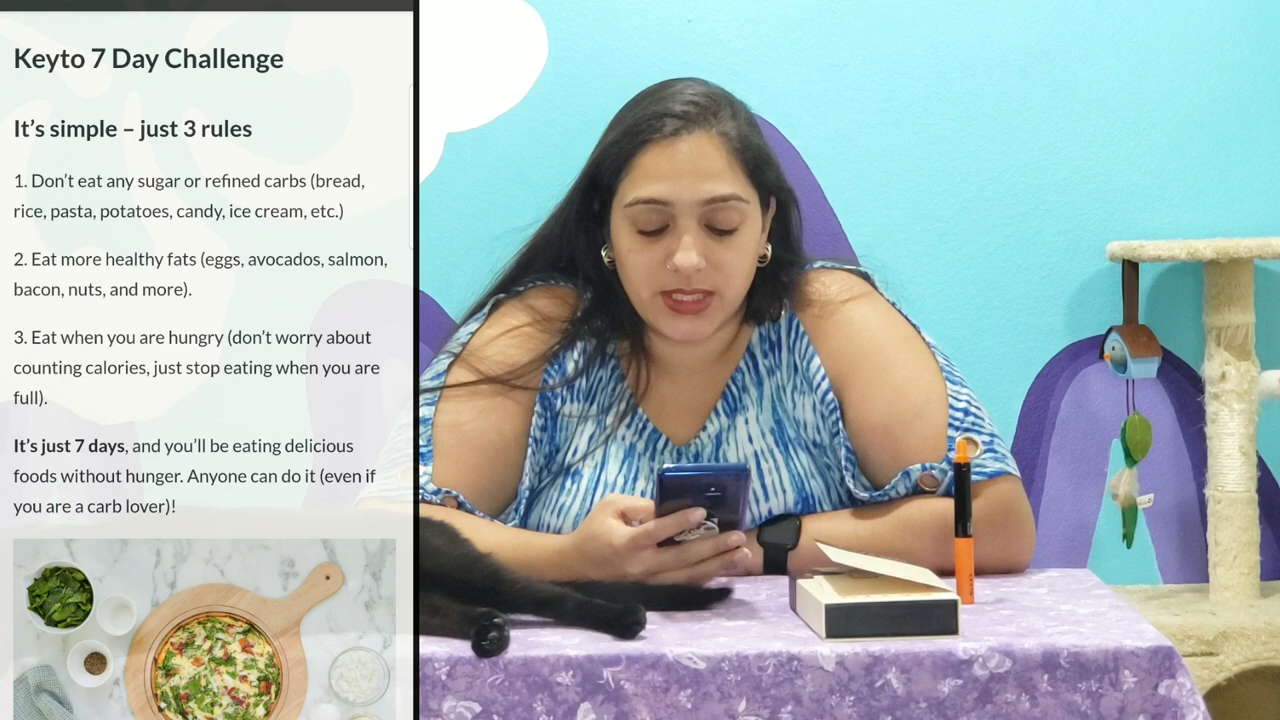 Keyto 7 Day Challenge
It's simple – just 3 rules
1. Don't eat any sugar or refined carbs (bread,
rice, pasta, potatoes, candy, ice cream, etc.)
2. Eat more healthy fats (eggs, avocados, salmon,
bacon, nuts, and more).
3. Eat when you are hungry (don't worry about
counting calories, just stop eating when you are
full).
It's just 7 days, and you'll be eating delicious
foods without hunger. Anyone can do it (even if
you are a carb lover)!